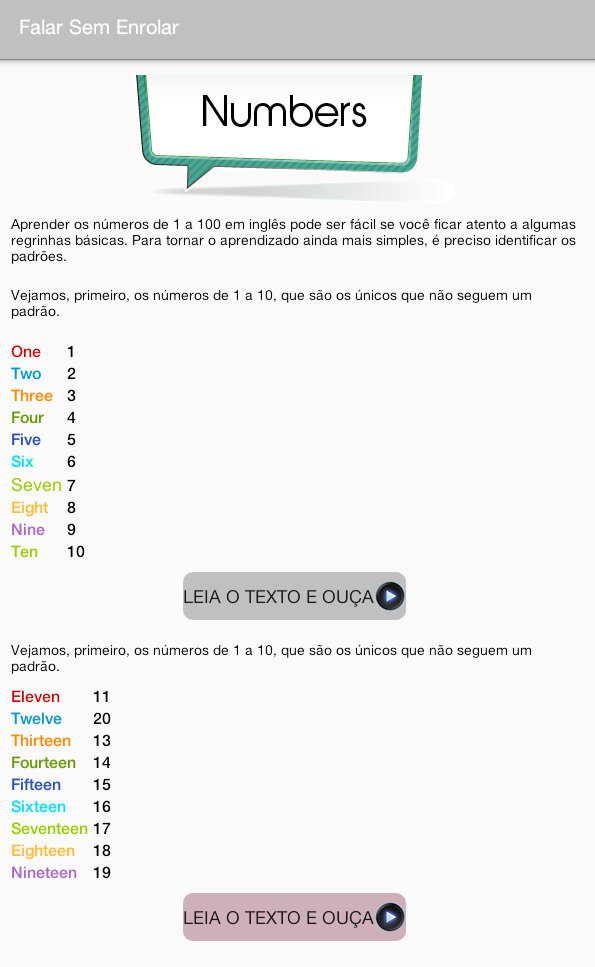 Falar Sem Enrolar
Numbers
Aprender os números de 1 a 100 em inglês pode ser fácil se você ficar atento a algumas
regrinhas básicas. Para tornar o aprendizado ainda mais simples, é preciso identificar os
padrões.
Vejamos, primeiro, os números de 1 a 10, que são os únicos que não seguem um
padrão.
One 1
Two 2
Three 3
Four 4
Five 5
Six 6
Seven 7
Eight 8
Nine 9
Ten 10
LEIA O TEXTO E OUÇA
Vejamos, primeiro, os números de 1 a 10, que são os únicos que não seguem um
padrão.
Eleven 11
Twelve 20
Thirteen 13
Fourteen 14
Fifteen 15
Sixteen 16
Seventeen 17
Eighteen 18
Nineteen 19
LEIA O TEXTO E OUÇA